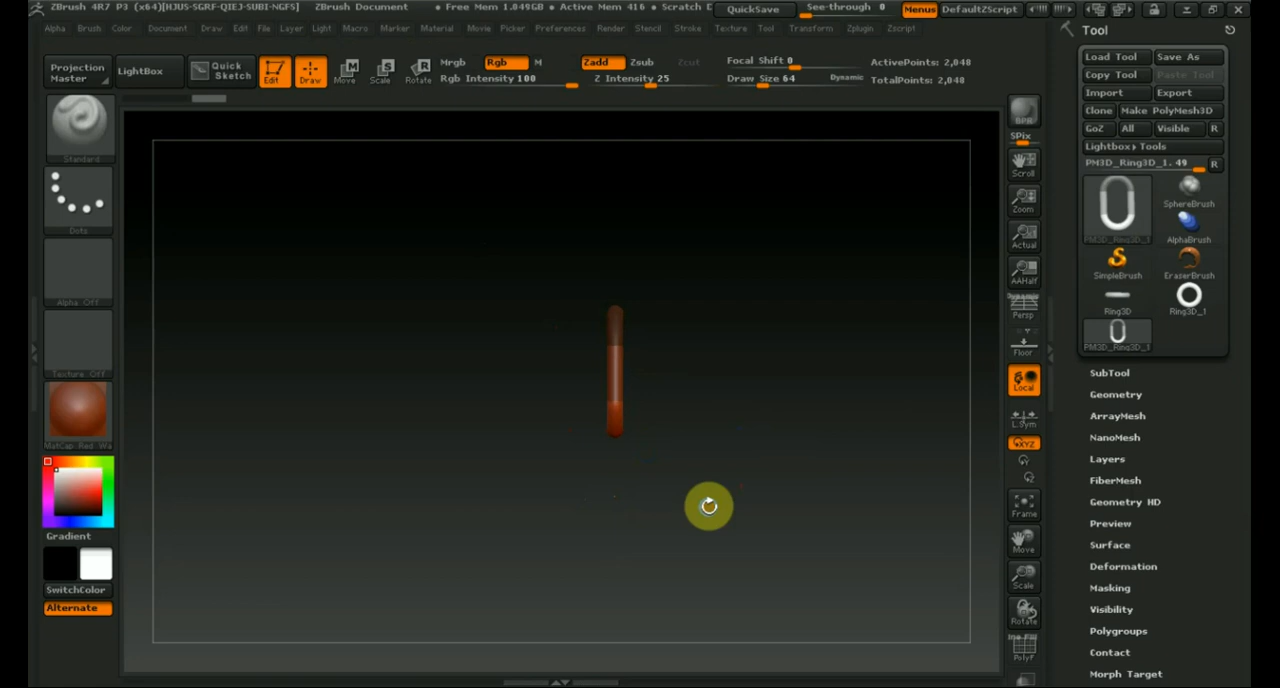 ZBrush 4R7 P3 (x64)[HJUS-SGRF-QIEJ-SUBI-NGFS] ZBrush Document • Free Mem 1.049GB • Active Mem 416 • Scratch D QuickSave See-through 0 Menus DefaultZScript
Alpha Brush Color Document Draw Edit File Layer Light Macro Marker Material Movie Picker Preferences Render Stencil Stroke Texture Tool Transform Zplugin Zscript
Tool
Projection Master
LightBox
Quick Sketch
Edit Draw Move Scale Rotate
Mrgb Rgb M
Rgb Intensity 100
Zadd Zsub Zcut
Z Intensity 25
Focal Shift 0
Draw Size 64 Dynamic
ActivePoints: 2,048
TotalPoints: 2,048
Load Tool Save As
Copy Tool Paste Tool
Import Export
Clone Make PolyMesh3D
GoZ All Visible R
Lightbox▸Tools
PM3D_Ring3D_1. 49 R
Standard
Dots
Alpha Off
Texture Off
MatCap Red Wa
Gradient
SwitchColor
Alternate
BPR
SPix
Scroll
Zoom
Actual
AAHalf
Dynamic
Persp
Floor
Local
L.Sym
XYZ
Frame
Move
Scale
Rotate
Line Fill
PolyF
SphereBrush
PM3D_Ring3D_1 AlphaBrush
SimpleBrush EraserBrush
Ring3D Ring3D_1
PM3D_Ring3D_1
SubTool
Geometry
ArrayMesh
NanoMesh
Layers
FiberMesh
Geometry HD
Preview
Surface
Deformation
Masking
Visibility
Polygroups
Contact
Morph Target